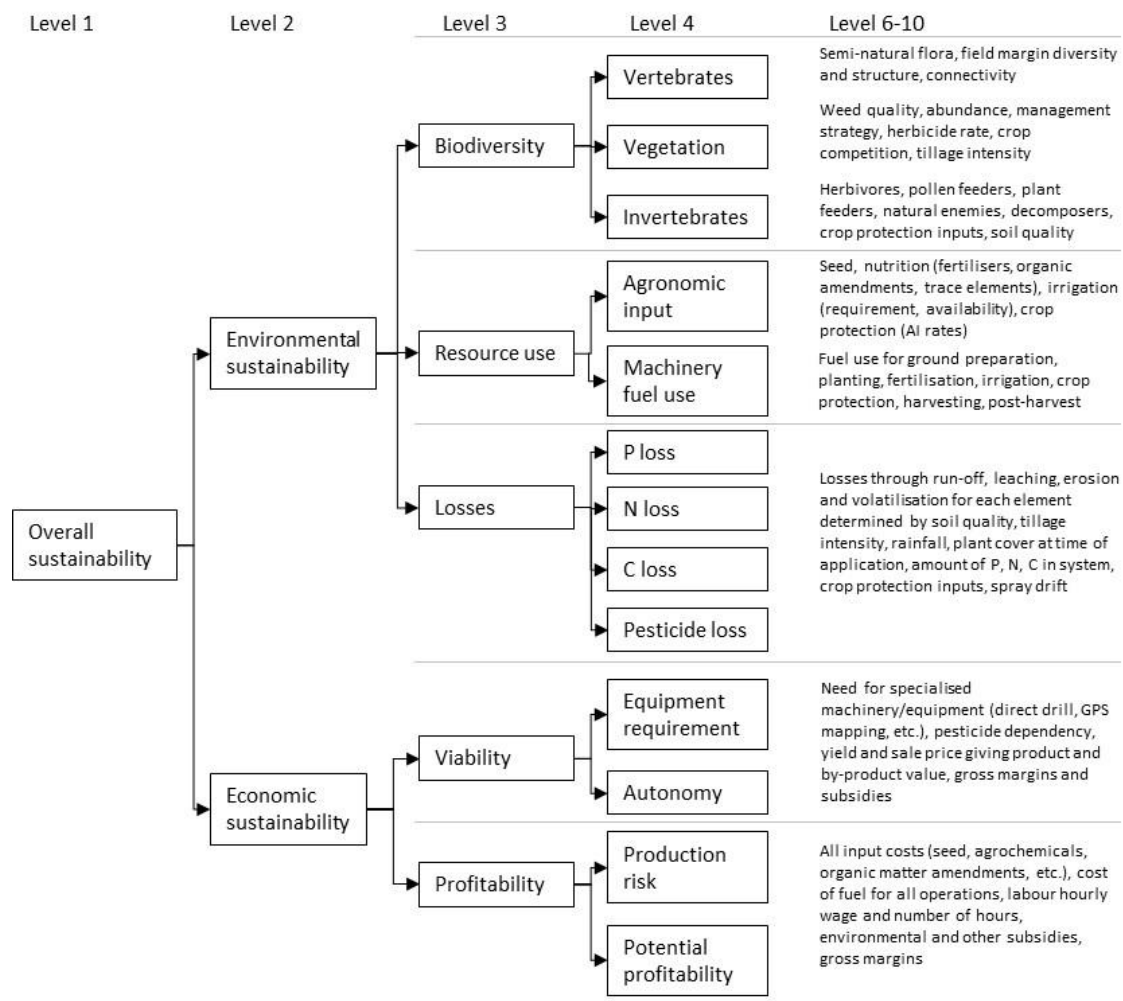 Level 1
Level 2
Level 3
Level 4
Level 6-10
Vertebrates
Semi-natural flora, field margin diversity
and structure, connectivity
Biodiversity
Vegetation
Weed quality, abundance, management
strategy, herbicide rate, crop
competition, tillage intensity
Invertebrates
Herbivores, pollen feeders, plant
feeders, natural enemies, decomposers,
crop protection inputs, soil quality
Environmental
sustainability
Resource use
Agronomic
input
Seed, nutrition (fertilisers, organic
amendments, trace elements), irrigation
(requirement, availability), crop
protection (AI rates)
Machinery
fuel use
Fuel use for ground preparation,
planting, fertilisation, irrigation, crop
protection, harvesting, post-harvest
Overall
sustainability
Losses
P loss
N loss
C loss
Pesticide loss
Losses through run-off, leaching, erosion
and volatilisation for each element
determined by soil quality, tillage
intensity, rainfall, plant cover at time of
application, amount of P, N, C in system,
crop protection inputs, spray drift
Economic
sustainability
Viability
Equipment
requirement
Autonomy
Need for specialised
machinery/equipment (direct drill, GPS
mapping, etc.), pesticide dependency,
yield and sale price giving product and
by-product value, gross margins and
subsidies
Profitability
Production
risk
Potential
profitability
All input costs (seed, agrochemicals,
organic matter amendments, etc.), cost
of fuel for all operations, labour hourly
wage and number of hours,
environmental and other subsidies,
gross margins